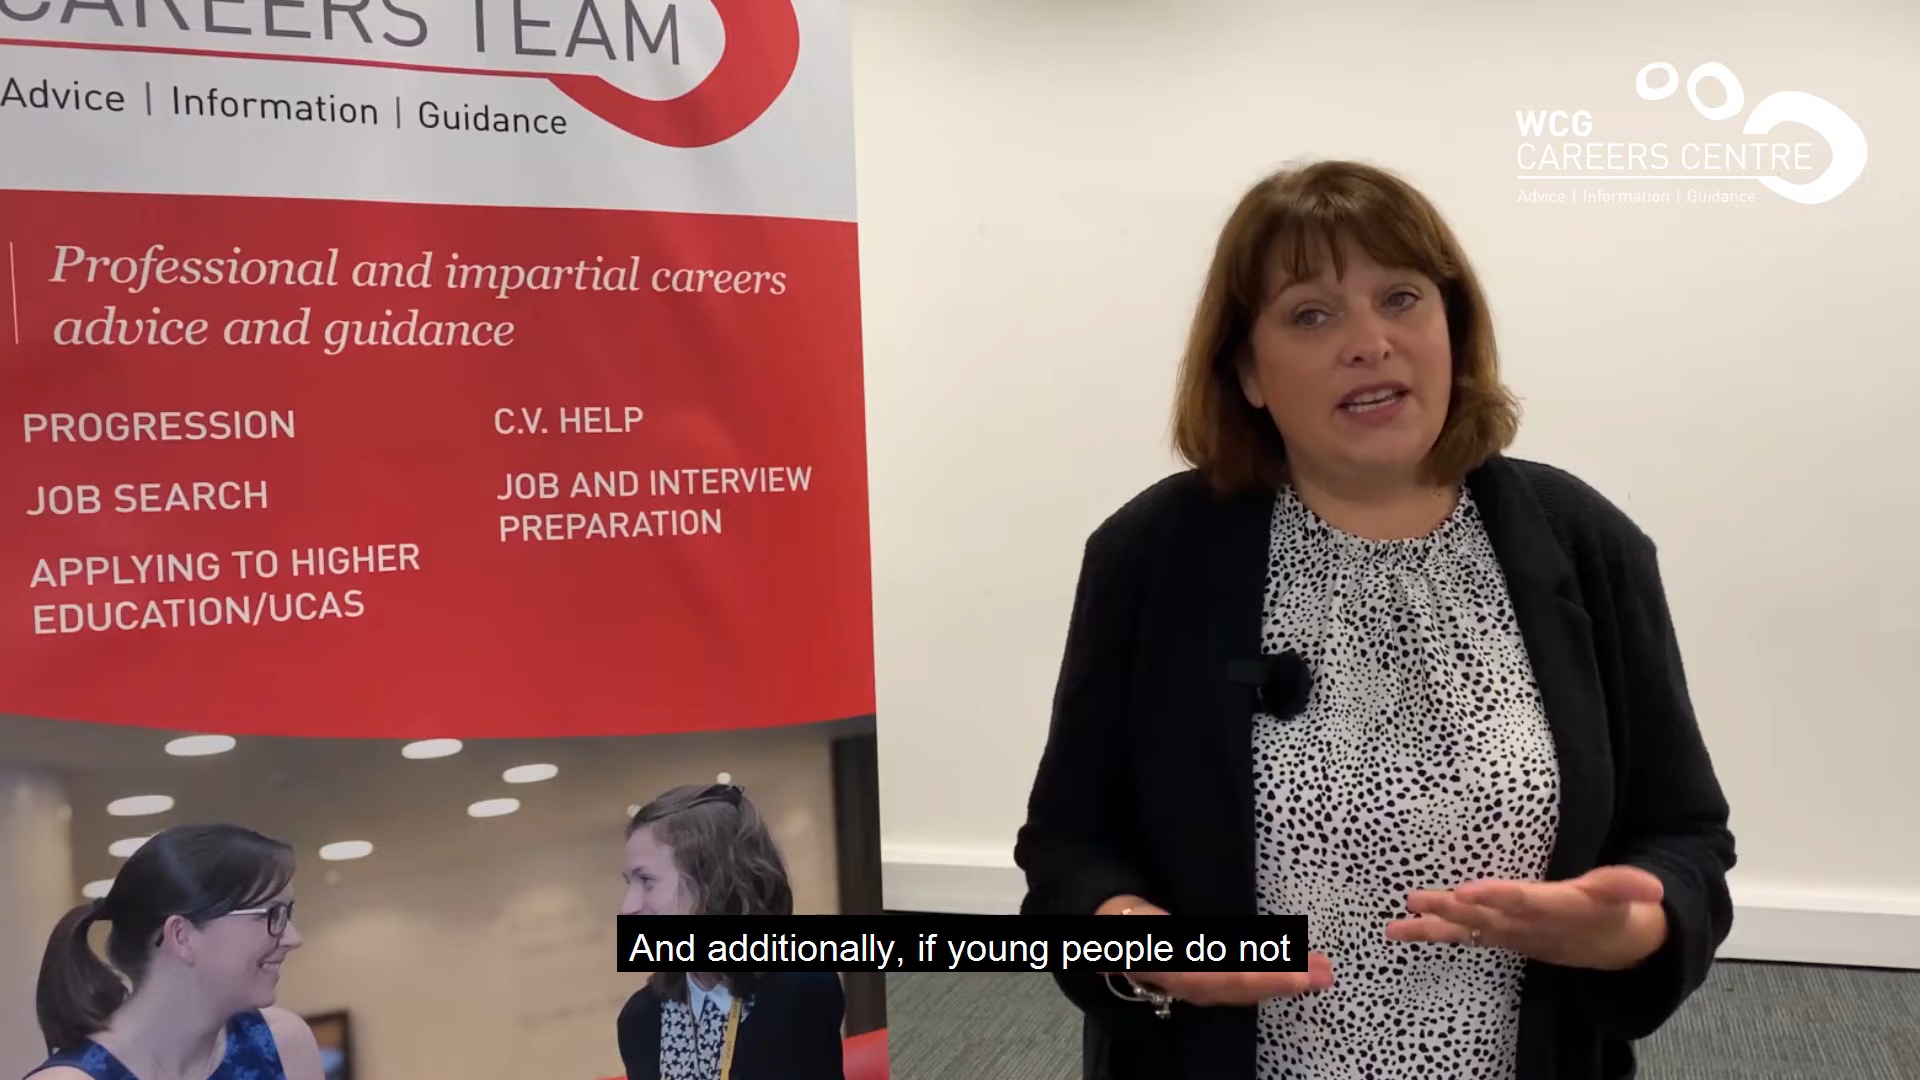 CAREERS TEAM
Advice | Information | Guidance
Professional and impartial careers
advice and guidance
PROGRESSION
JOB SEARCH
APPLYING TO HIGHER
EDUCATION/UCAS
C.V. HELP
JOB AND INTERVIEW
PREPARATION
WCG
CAREERS CENTRE
Advice | Information | Guidance
And additionally, if young people do not